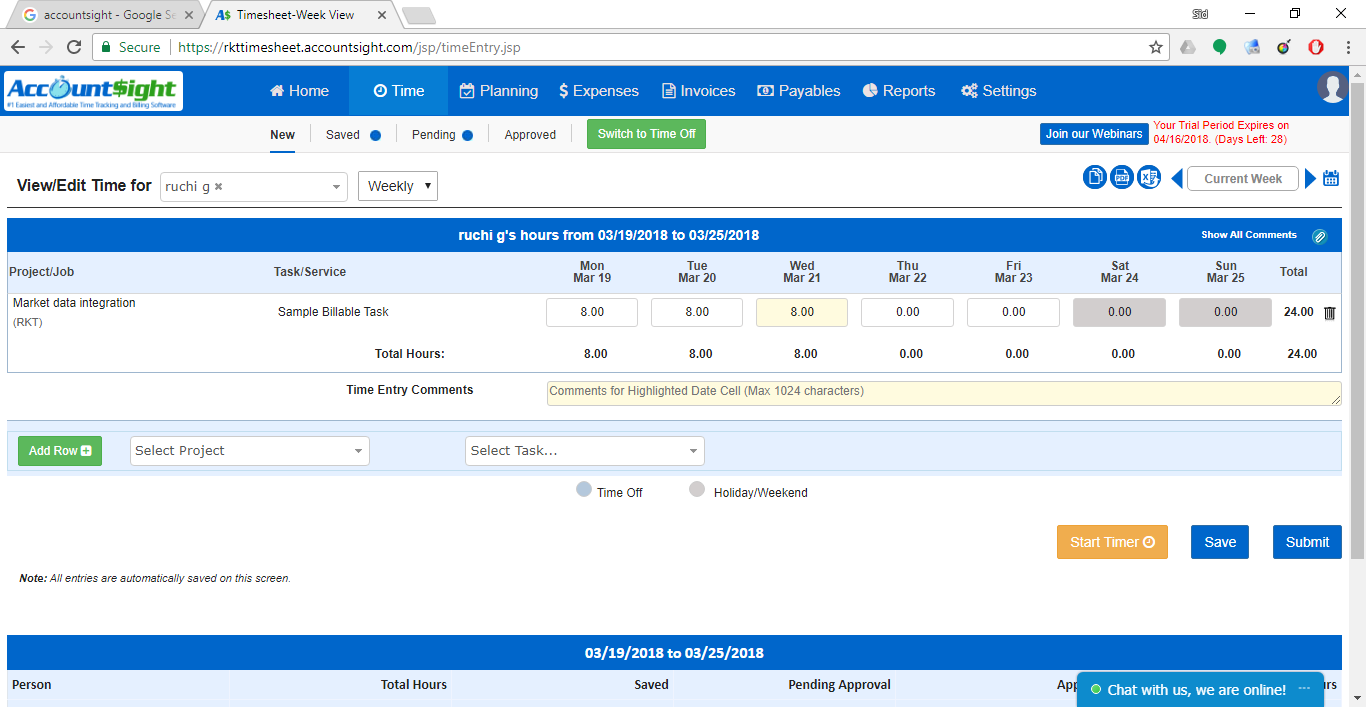 accountsight - Google Se
Timesheet-Week View
Sid
Secure
https://rkttimesheet.accountsight.com/jsp/timeEntry.jsp
Account$ight
#1 Easiest and Affordable Time Tracking and Billing Software
Home
Time
Planning
$ Expenses
Invoices
Payables
Reports
Settings
New
Saved
Pending
Approved
Switch to Time Off
Join our Webinars
Your Trial Period Expires on
04/16/2018. (Days Left: 28)
View/Edit Time for
ruchi g ×
Weekly
PDF
Current Week
ruchi g's hours from 03/19/2018 to 03/25/2018
Show All Comments
Project/Job Task/Service Mon Tue Wed Thu Fri Sat Sun Total
Mar 19 Mar 20 Mar 21 Mar 22 Mar 23 Mar 24 Mar 25
Market data integration
(RKT)
Sample Billable Task 8.00 8.00 8.00 0.00 0.00 0.00 0.00 24.00
Total Hours: 8.00 8.00 8.00 0.00 0.00 0.00 0.00 24.00
Time Entry Comments
Comments for Highlighted Date Cell (Max 1024 characters)
Add Row
Select Project
Select Task...
Time Off
Holiday/Weekend
Start Timer
Save
Submit
Note: All entries are automatically saved on this screen.
03/19/2018 to 03/25/2018
Person Total Hours Saved Pending Approval
Chat with us, we are online!